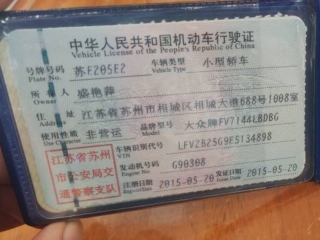 中华人民共和国机动车行驶证
Vehicle License of the People's Republic of China
号牌号码 苏E205E2 车辆类型 小型轿车
Plate No. Vehicle Type
所有人 盛艳萍
Owner
住址 江苏省苏州市相城区相城大道688号1008室
Address
使用性质 非营运 品牌型号 大众牌FV7144LBDBG
Use Character Model
江苏省苏州市公安局交通警察支队
车辆识别代号 LFV2B25G9E5134898
VIN
发动机号码 G90308
Engine No.
注册日期 2015-05-20 发证日期 2015-05-20
Register Date Issue Date